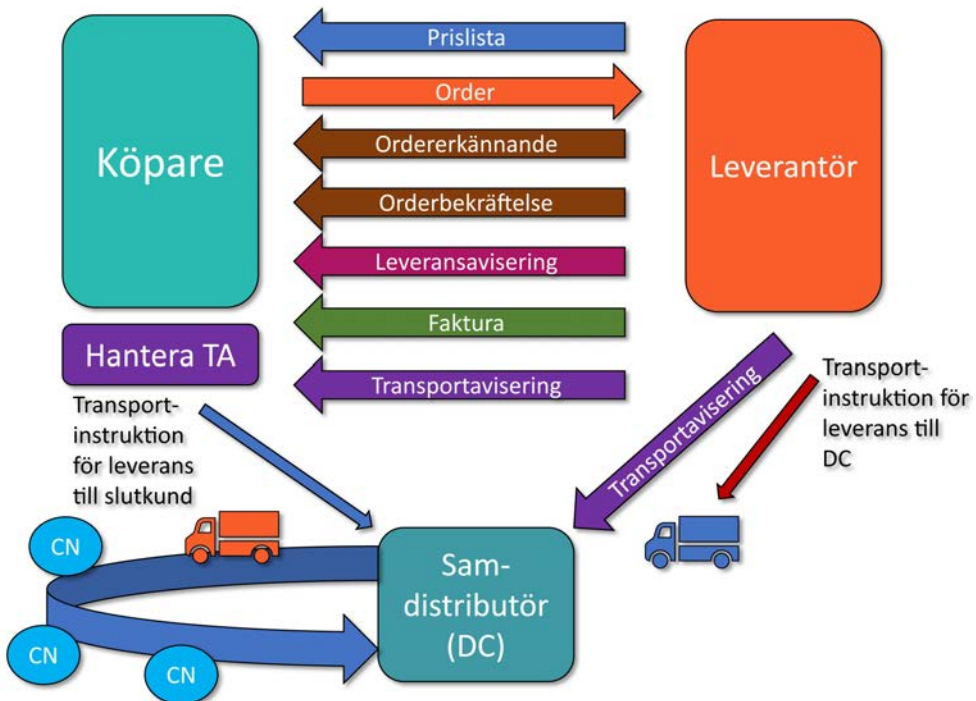 Prislista
Order
Ordererkännande
Orderbekräftelse
Leveransavisering
Faktura
Transportavisering
Köpare
Leverantör
Hantera TA
Transport-
instruktion
för leverans
till slutkund
Transportavisering
Transport-
instruktion för
leverans till
DC
CN
CN
CN
Sam-
distributör
(DC)